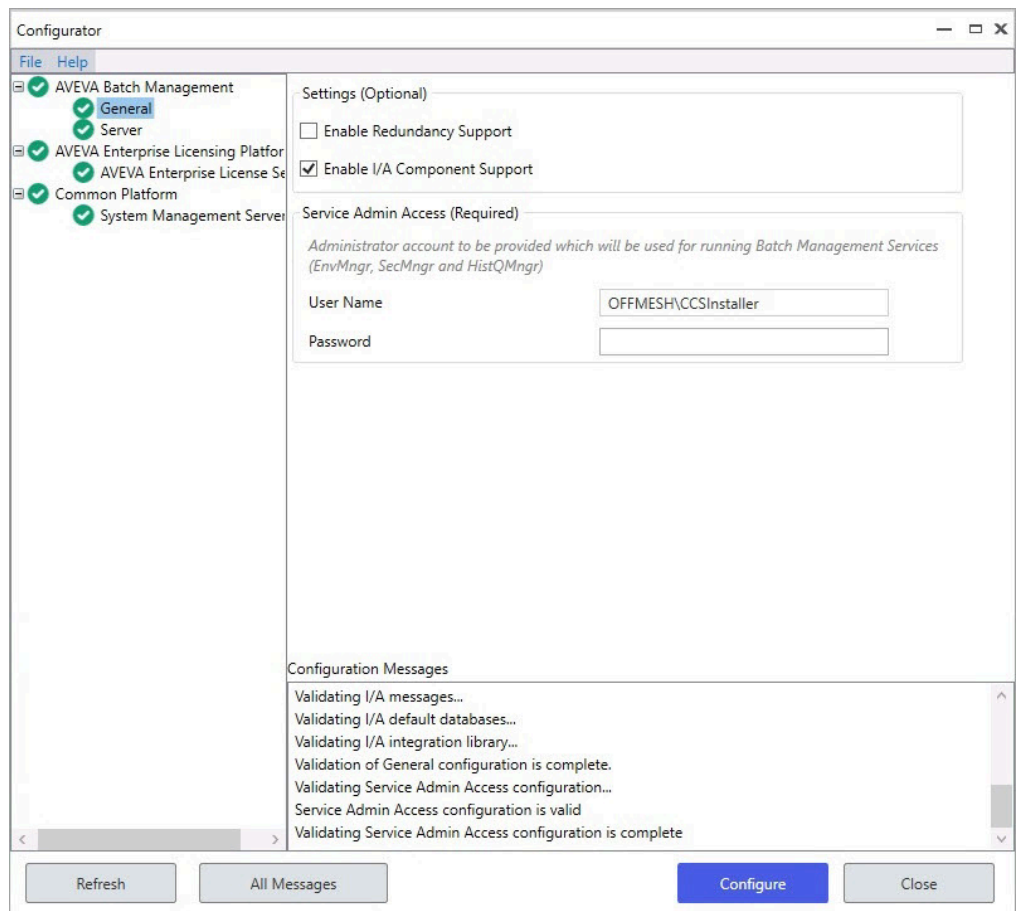 Configurator
File Help
AVEVA Batch Management
General
Server
AVEVA Enterprise Licensing Platfor
AVEVA Enterprise License Se
Common Platform
System Management Server
Settings (Optional)
Enable Redundancy Support
Enable I/A Component Support
Service Admin Access (Required)
Administrator account to be provided which will be used for running Batch Management Services
(EnvMngr, SecMngr and HistQMngr)
User Name
OFFMESH\CCSInstaller
Password
Configuration Messages
Validating I/A messages...
Validating I/A default databases...
Validating I/A integration library...
Validation of General configuration is complete.
Validating Service Admin Access configuration...
Service Admin Access configuration is valid
Validating Service Admin Access configuration is complete
Refresh
All Messages
Configure
Close